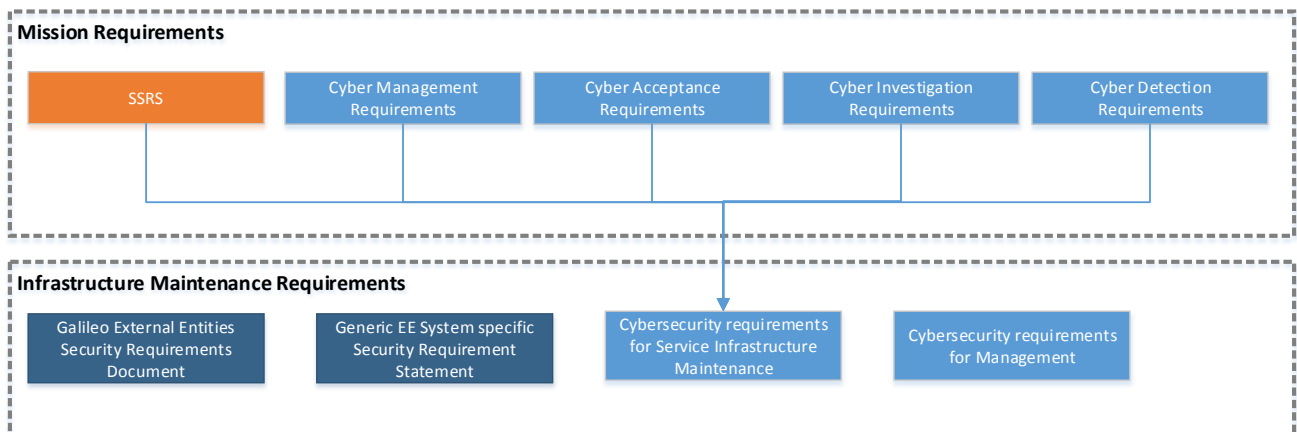 Mission Requirements
SSRS
Cyber Management
Requirements
Cyber Acceptance
Requirements
Cyber Investigation
Requirements
Cyber Detection
Requirements
Infrastructure Maintenance Requirements
Galileo External Entities
Security Requirements
Document
Generic EE System specific
Security Requirement
Statement
Cybersecurity requirements
for Service Infrastructure
Maintenance
Cybersecurity requirements
for Management